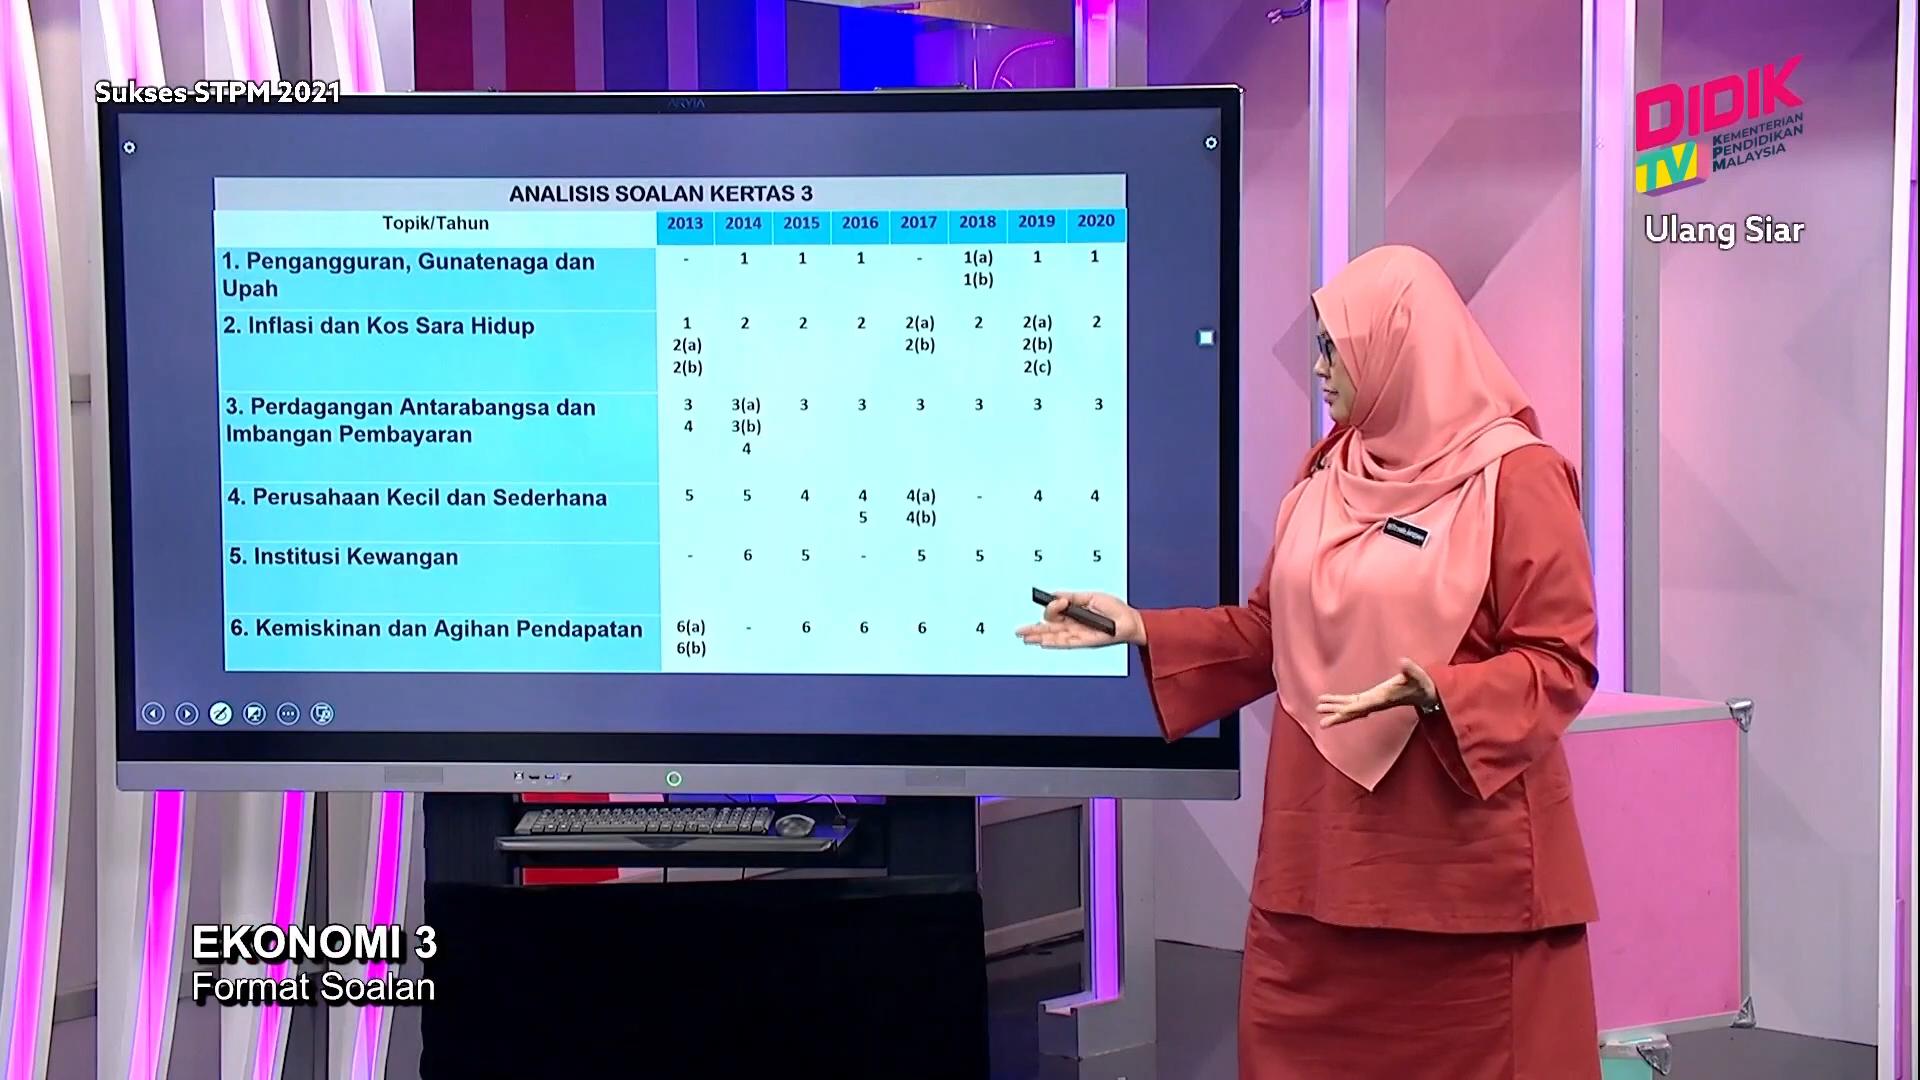 Sukses STPM 2021
DIDIK
TV
KEMENTERIAN
PENDIDIKAN
MALAYSIA
Ulang Siar
ANALISIS SOALAN KERTAS 3
Topik/Tahun 2013 2014 2015 2016 2017 2018 2019 2020
1. Pengangguran, Gunatenaga dan - 1 1 1 - 1(a) 1 1
Upah 1(b)
2. Inflasi dan Kos Sara Hidup 1 2 2 2 2(a) 2 2(a) 2
2(a) 2(b) 2(b)
2(b) 2(c)
3. Perdagangan Antarabangsa dan 3 3(a) 3 3 3 3 3 3
Imbangan Pembayaran 4 3(b)
4
4. Perusahaan Kecil dan Sederhana 5 5 4 4 4(a) - 4 4
5 4(b)
5. Institusi Kewangan - 6 5 - 5 5 5 5
6. Kemiskinan dan Agihan Pendapatan 6(a) - 6 6 6 4
6(b)
EKONOMI 3
Format Soalan